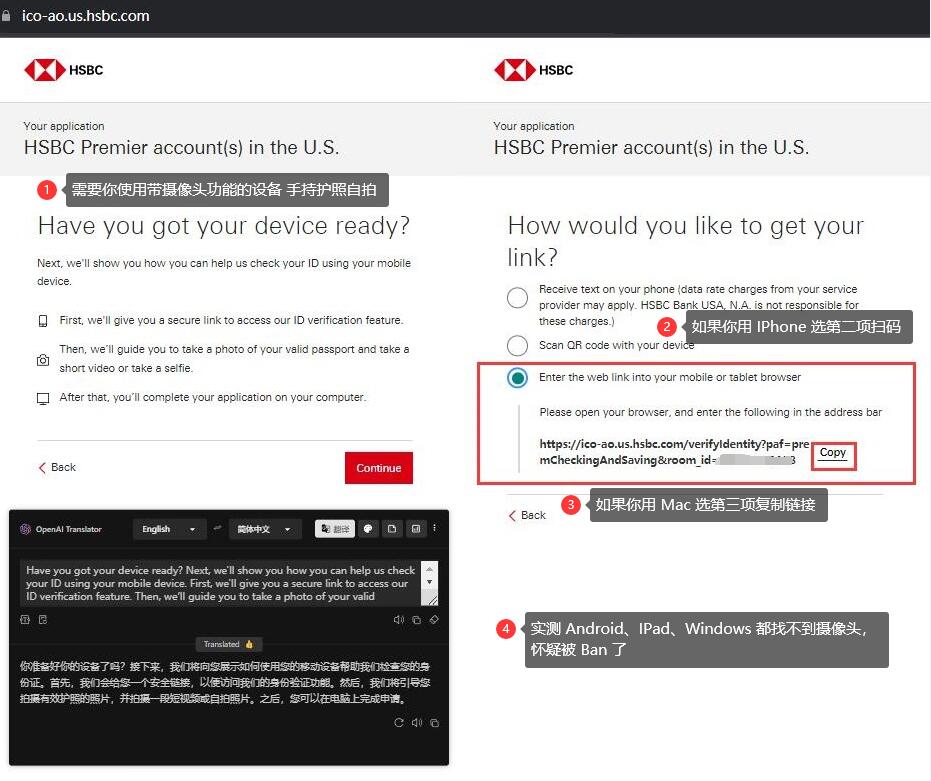 ico-ao.us.hsbc.com
HSBC
Your application
HSBC Premier account(s) in the U.S.
1
需要你使用带摄像头功能的设备 手持护照自拍
Have you got your device ready?
Next, we'll show you how you can help us check your ID using your mobile
device.
First, we'll give you a secure link to access our ID verification feature.
Then, we'll guide you to take a photo of your valid passport and take a
short video or take a selfie.
After that, you'll complete your application on your computer.
Back
Continue
OpenAI Translator
English
简体中文
翻译
Have you got your device ready? Next, we'll show you how you can help us check
your ID using your mobile device. First, we'll give you a secure link to access our
ID verification feature. Then, we'll guide you to take a photo of your valid
Translated 👍
你准备好你的设备了吗？接下来，我们将向您展示如何使用您的移动设备帮助我们检查您的身
份证。首先，我们会给您一个安全链接，以便访问我们的身份验证功能。然后，我们将引导您
拍摄有效护照的照片，并拍摄一段短视频或自拍照片。之后，您可以在电脑上完成申请。
HSBC
Your application
HSBC Premier account(s) in the U.S.
How would you like to get your
link?
Receive text on your phone (data rate charges from your service
provider may apply. HSBC Bank USA, N.A. is not responsible for
these charges.)
2
如果你用 IPhone 选第二项扫码
Scan QR code with your device
Enter the web link into your mobile or tablet browser
Please open your browser, and enter the following in the address bar
https://ico-ao.us.hsbc.com/verifyIdentity?paf=pre
mCheckingAndSaving&room_id=
Copy
3
如果你用 Mac 选第三项复制链接
Back
4
实测 Android、IPad、Windows 都找不到摄像头，
怀疑被 Ban 了